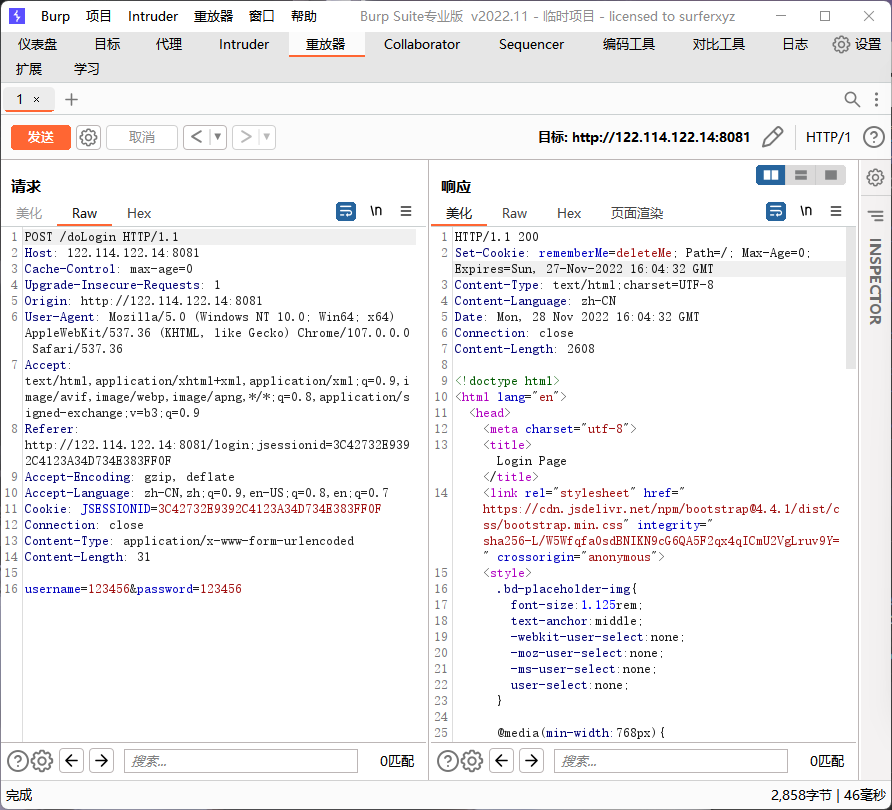 Burp 项目 Intruder 重放器 窗口 帮助 Burp Suite专业版 v2022.11 - 临时项目 - licensed to surferxyz
仪表盘 目标 代理 Intruder 重放器 Collaborator Sequencer 编码工具 对比工具 日志 设置
扩展 学习
1 ×
发送 取消 < > 目标: http://122.114.122.14:8081 HTTP/1 ?
请求
美化 Raw Hex \n
1 POST /doLogin HTTP/1.1
2 Host: 122.114.122.14:8081
3 Cache-Control: max-age=0
4 Upgrade-Insecure-Requests: 1
5 Origin: http://122.114.122.14:8081
6 User-Agent: Mozilla/5.0 (Windows NT 10.0; Win64; x64)
AppleWebKit/537.36 (KHTML, like Gecko) Chrome/107.0.0.0
Safari/537.36
7 Accept:
text/html,application/xhtml+xml,application/xml;q=0.9,i
mage/avif,image/webp,image/apng,*/*;q=0.8,application/s
igned-exchange;v=b3;q=0.9
8 Referer:
http://122.114.122.14:8081/login;jsessionid=3C42732E939
2C4123A34D734E383FF0F
9 Accept-Encoding: gzip, deflate
10 Accept-Language: zh-CN,zh;q=0.9,en-US;q=0.8,en;q=0.7
11 Cookie: JSESSIONID=3C42732E9392C4123A34D734E383FF0F
12 Connection: close
13 Content-Type: application/x-www-form-urlencoded
14 Content-Length: 31
15
16 username=123456&password=123456
? 搜索... 0匹配
响应
美化 Raw Hex 页面渲染 \n
1 HTTP/1.1 200
2 Set-Cookie: rememberMe=deleteMe; Path=/; Max-Age=0;
Expires=Sun, 27-Nov-2022 16:04:32 GMT
3 Content-Type: text/html;charset=UTF-8
4 Content-Language: zh-CN
5 Date: Mon, 28 Nov 2022 16:04:32 GMT
6 Connection: close
7 Content-Length: 2608
8
9 <!doctype html>
10 <html lang="en">
11 <head>
12 <meta charset="utf-8">
13 <title>
Login Page
</title>
14 <link rel="stylesheet" href="
https://cdn.jsdelivr.net/npm/bootstrap@4.4.1/dist/c
ss/bootstrap.min.css" integrity="
sha256-L/W5Wfqfa0sdBNIKN9cG6QA5F2qx4qICmU2VgLruv9Y=
" crossorigin="anonymous">
15 <style>
16 .bd-placeholder-img{
17 font-size:1.125rem;
18 text-anchor:middle;
19 -webkit-user-select:none;
20 -moz-user-select:none;
21 -ms-user-select:none;
22 user-select:none;
23 }
24
25 @media(min-width:768px){
? 搜索... 0匹配
INSPECTOR
完成 2,858字节 | 46毫秒